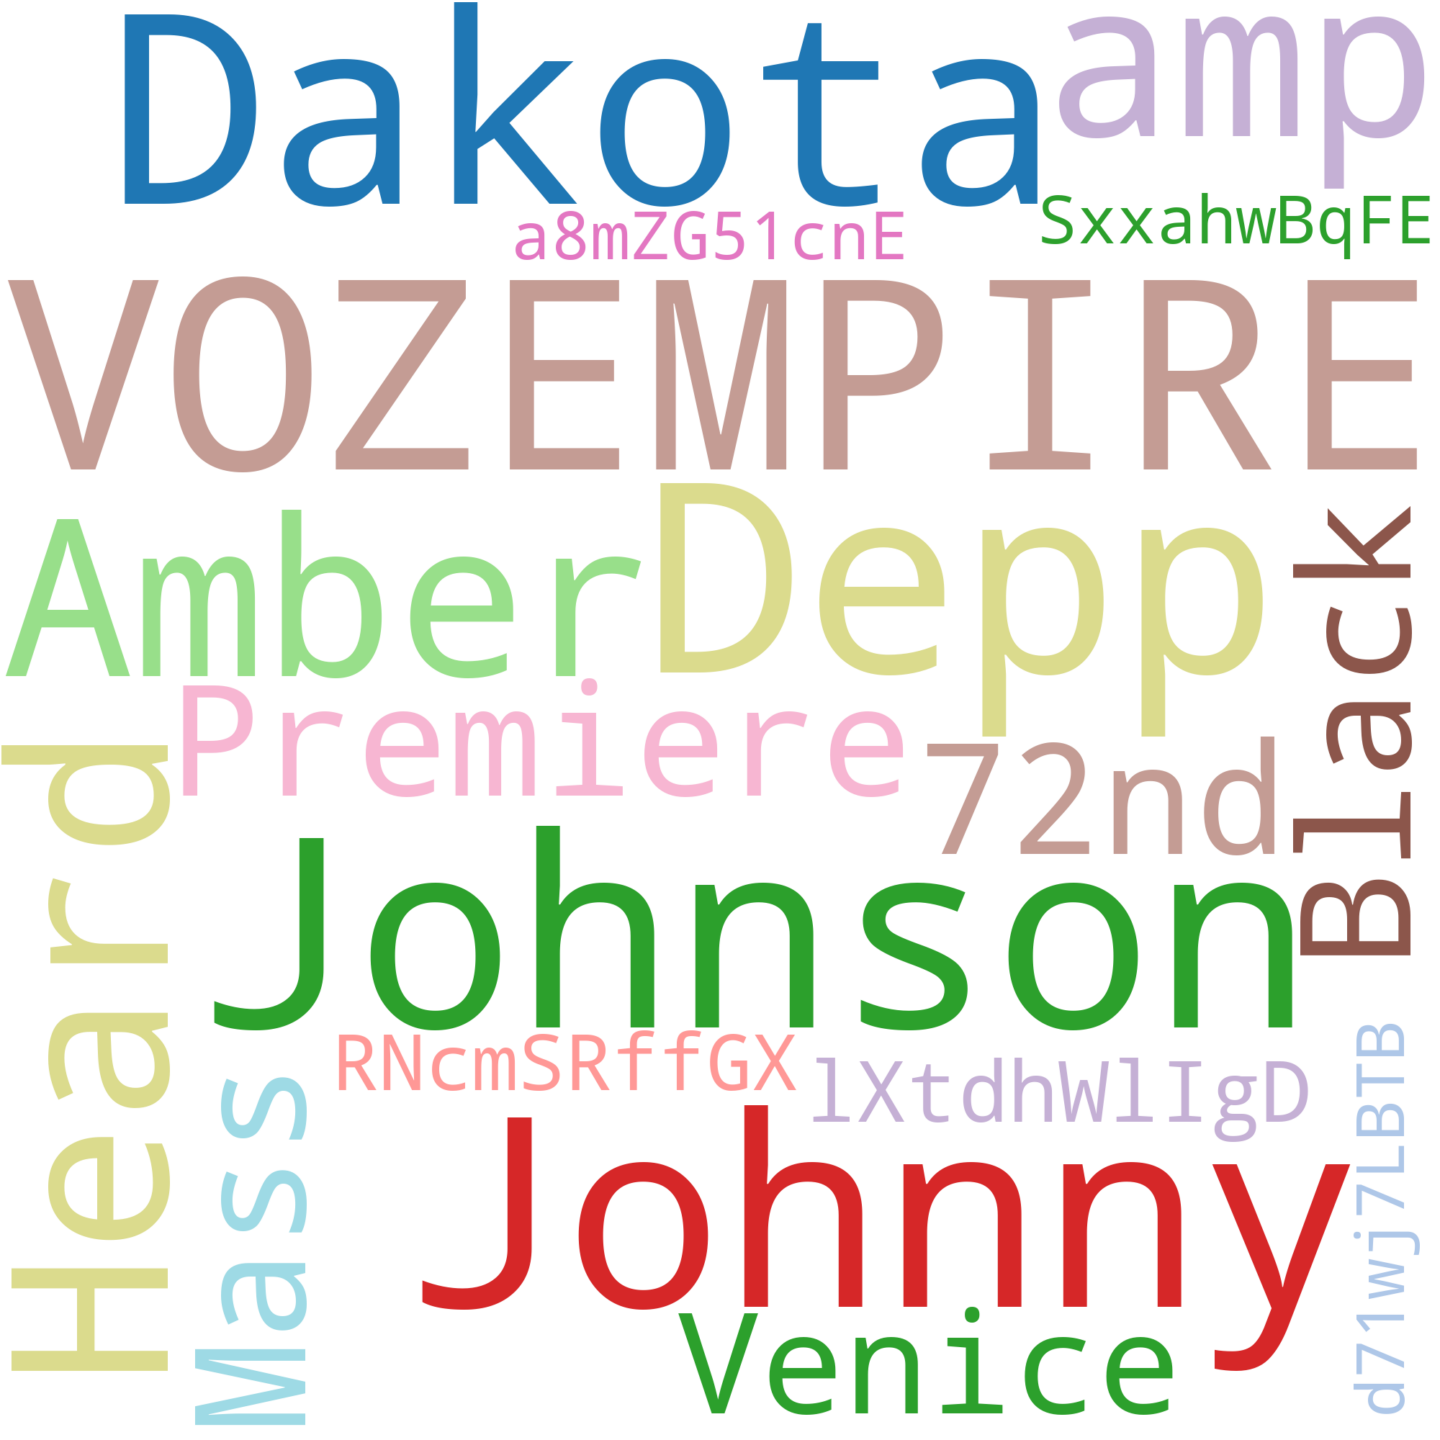 Dakota
amp
a8mZG51cnE
SxxahwBqFE
VOZEMPIRE
Amber
Depp
Black
Premiere
72nd
Heard
Johnson
RNcmSRffGX
lXtdhWlIgD
Mass
Johnny
d71wj7LBTB
Venice